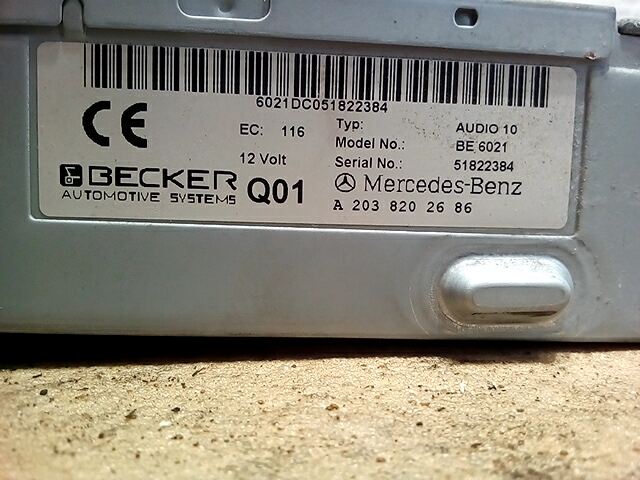 6021DC051822384
CE
EC: 116
Typ: AUDIO 10
Model No.: BE 6021
12 Volt
Serial No.: 51822384
BECKER
AUTOMOTIVE SYSTEMS
Q01
Mercedes-Benz
A 203 820 26 86